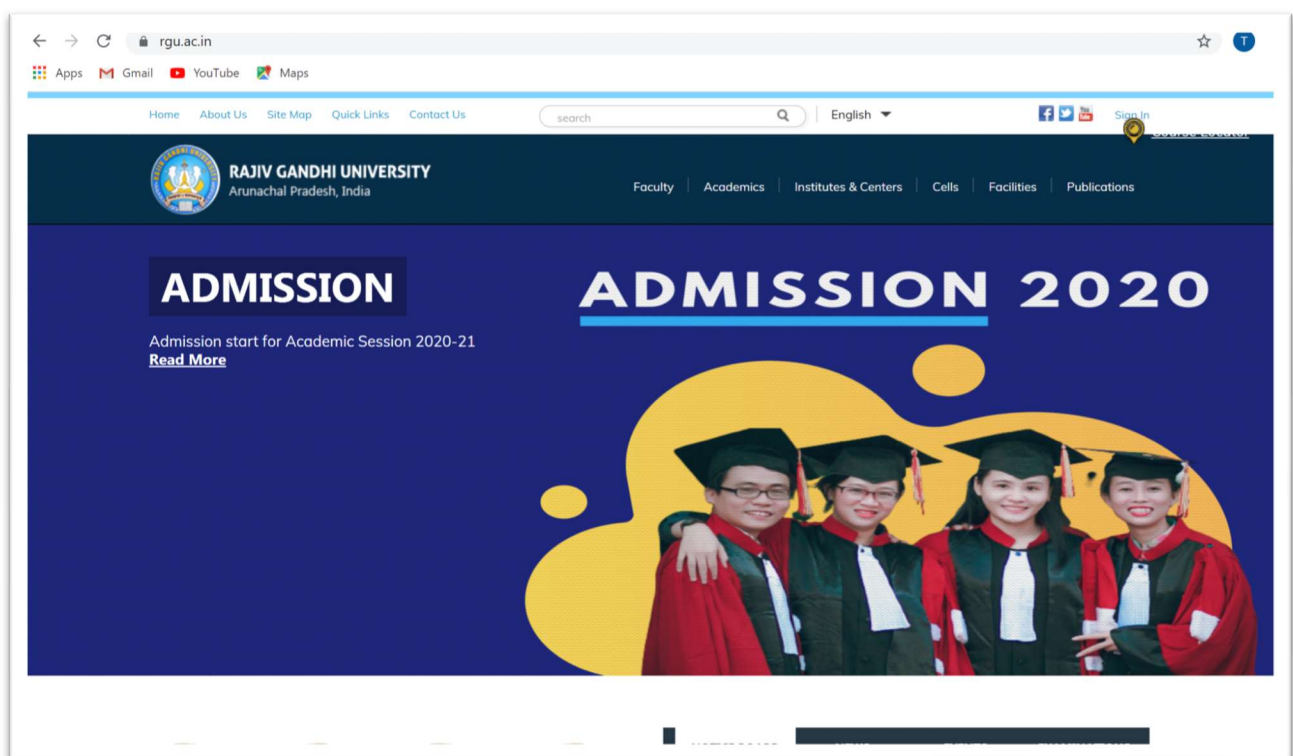 rgu.ac.in
T
Apps Gmail YouTube Maps
Home About Us Site Map Quick Links Contact Us search English Sign In
Course Locator
RAJIV GANDHI UNIVERSITY
Arunachal Pradesh, India
Faculty Academics Institutes & Centers Cells Facilities Publications
ADMISSION
Admission start for Academic Session 2020-21
Read More
ADMISSION 2020